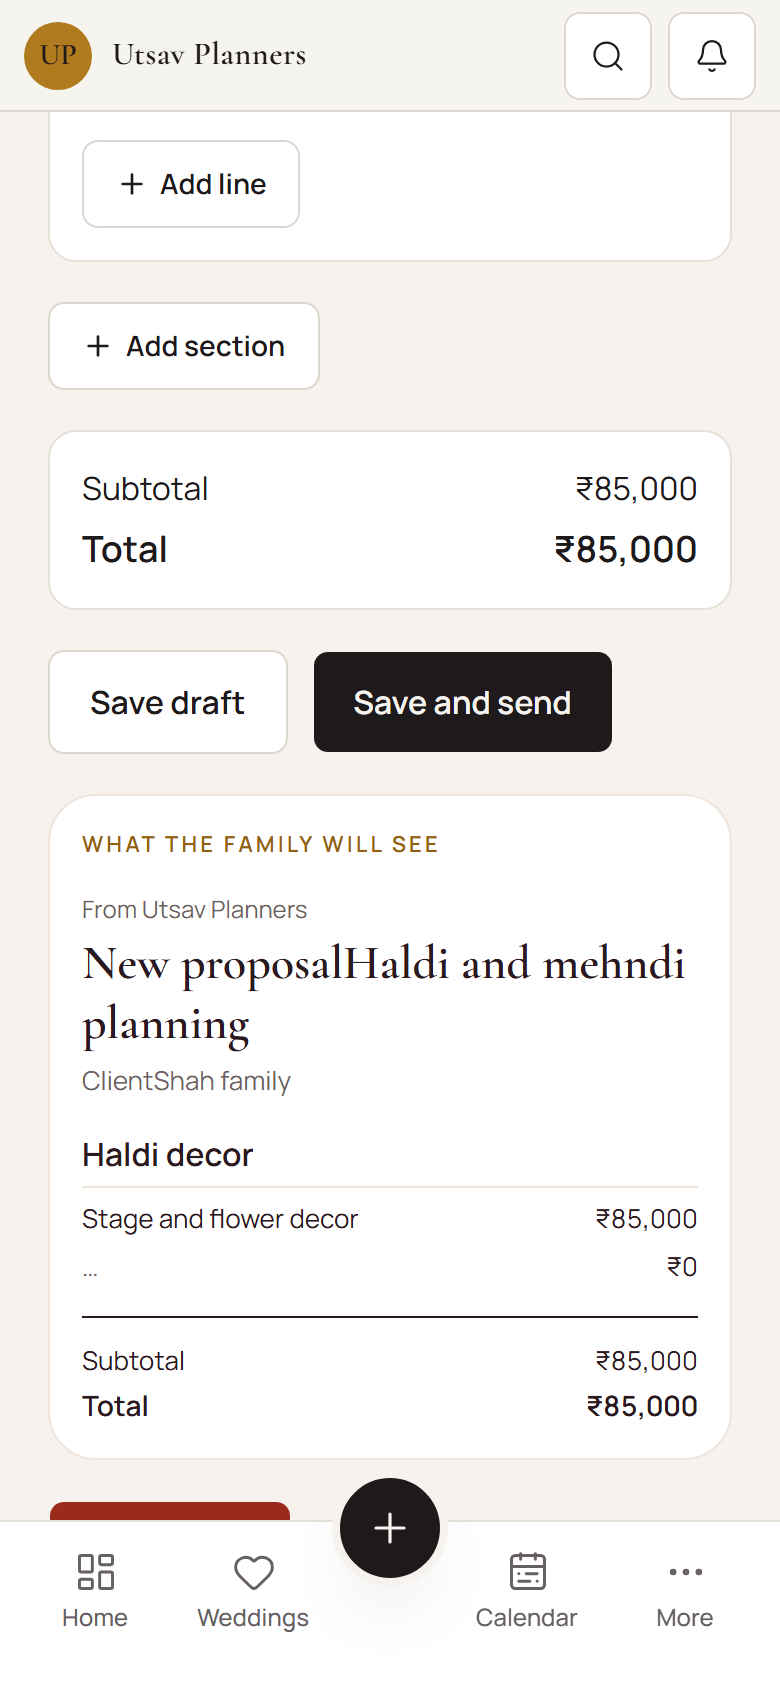 UP Utsav Planners
+ Add line
+ Add section
Subtotal ₹85,000
Total ₹85,000
Save draft Save and send
WHAT THE FAMILY WILL SEE
From Utsav Planners
New proposalHaldi and mehndi
planning
ClientShah family
Haldi decor
Stage and flower decor ₹85,000
... ₹0
Subtotal ₹85,000
Total ₹85,000
Home Weddings Calendar More